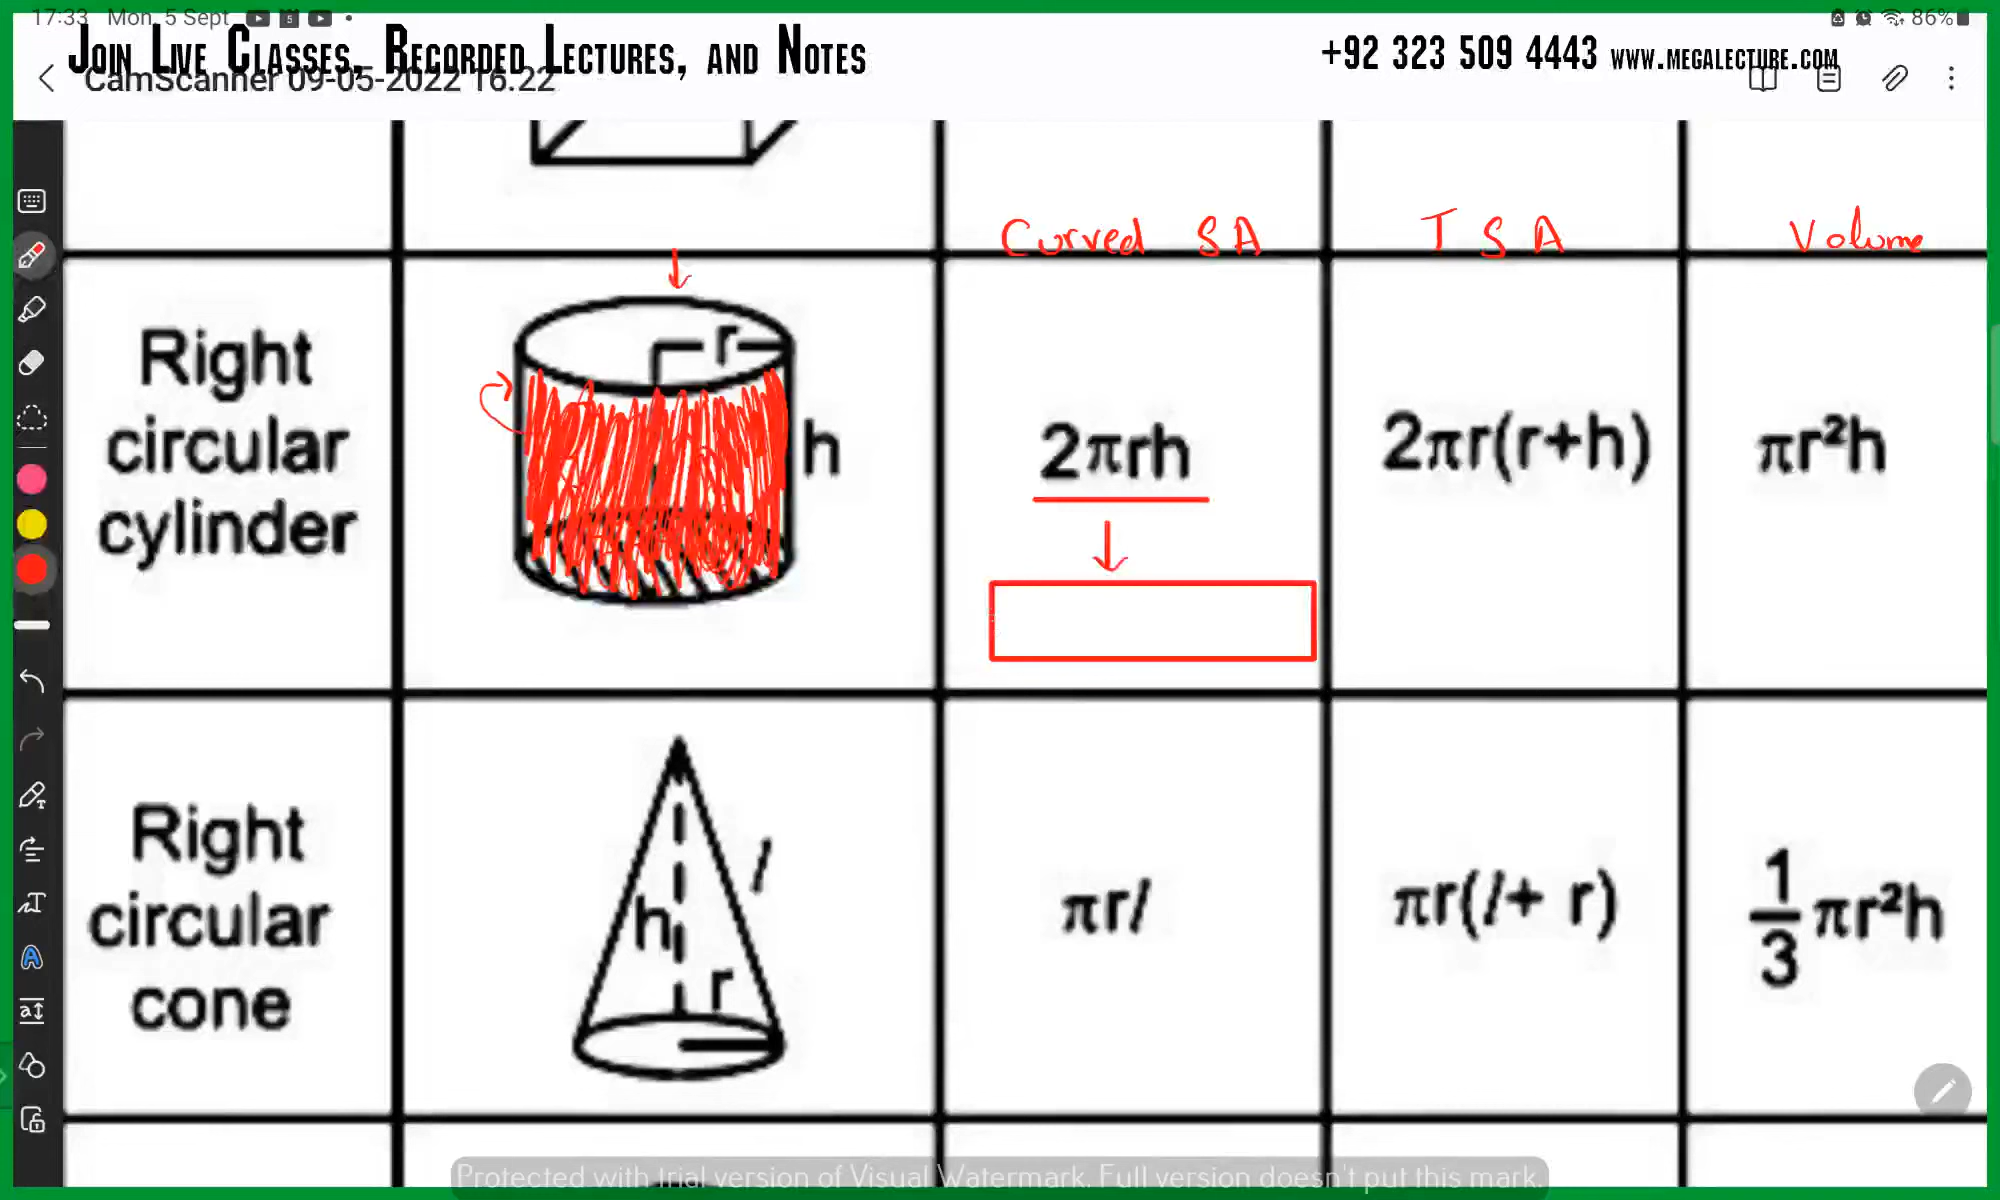 17:33 Mon, 5 Sept
86%
JOIN LIVE CLASSES, RECORDED LECTURES, AND NOTES
+92 323 509 4443 WWW.MEGALECTURE.COM
CamScanner 09-05-2022 16.22
Curved SA
TSA
Volume
Right
circular
cylinder
r
h
2πrh
2πr(r+h)
πr²h
Right
circular
cone
h
l
r
πrl
πr(l+ r)
1/3 πr²h
Protected with trial version of Visual Watermark. Full version doesn't put this mark.